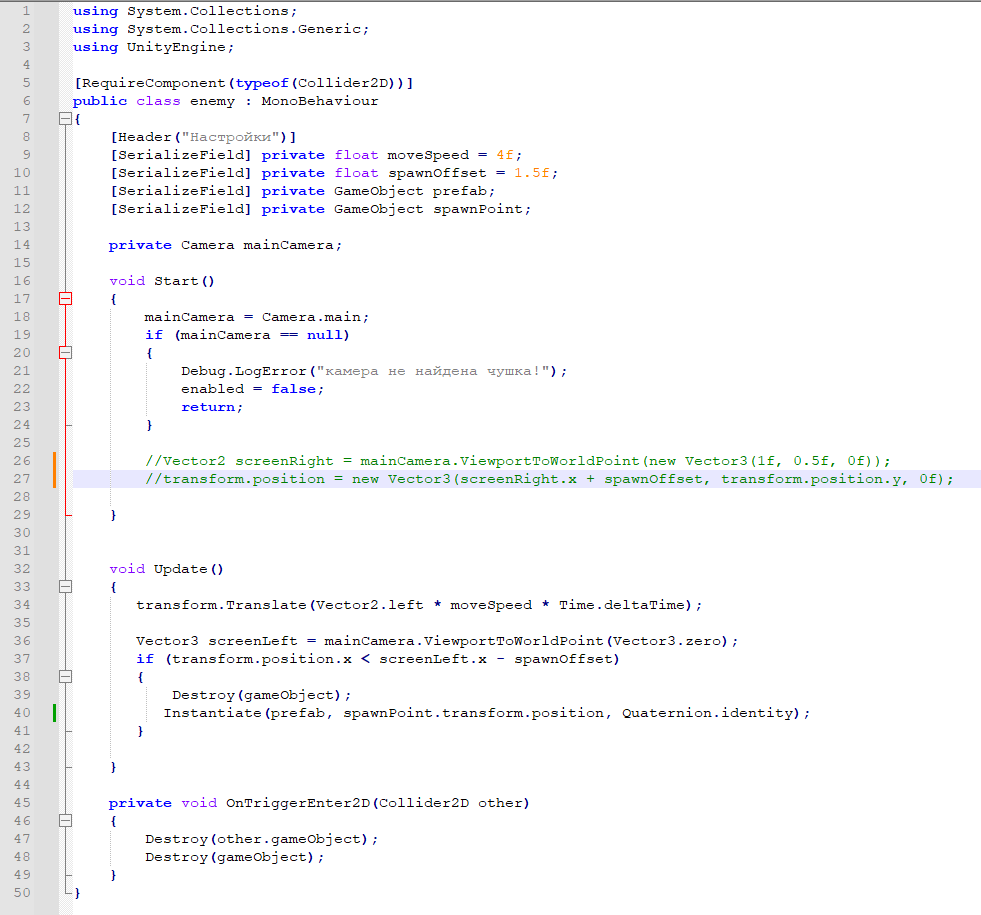 1 using System.Collections;
2 using System.Collections.Generic;
3 using UnityEngine;
4
5 [RequireComponent(typeof(Collider2D))]
6 public class enemy : MonoBehaviour
7 {
8     [Header("Настройки")]
9     [SerializeField] private float moveSpeed = 4f;
10     [SerializeField] private float spawnOffset = 1.5f;
11     [SerializeField] private GameObject prefab;
12     [SerializeField] private GameObject spawnPoint;
13
14     private Camera mainCamera;
15
16     void Start()
17     {
18         mainCamera = Camera.main;
19         if (mainCamera == null)
20         {
21             Debug.LogError("камера не найдена чушка!");
22             enabled = false;
23             return;
24         }
25
26         //Vector2 screenRight = mainCamera.ViewportToWorldPoint(new Vector3(1f, 0.5f, 0f));
27         //transform.position = new Vector3(screenRight.x + spawnOffset, transform.position.y, 0f);
28
29     }
30
31
32     void Update()
33     {
34        transform.Translate(Vector2.left * moveSpeed * Time.deltaTime);
35
36        Vector3 screenLeft = mainCamera.ViewportToWorldPoint(Vector3.zero);
37        if (transform.position.x < screenLeft.x - spawnOffset)
38        {
39            Destroy(gameObject);
40           Instantiate(prefab, spawnPoint.transform.position, Quaternion.identity);
41        }
42
43     }
44
45     private void OnTriggerEnter2D(Collider2D other)
46     {
47         Destroy(other.gameObject);
48         Destroy(gameObject);
49     }
50 }